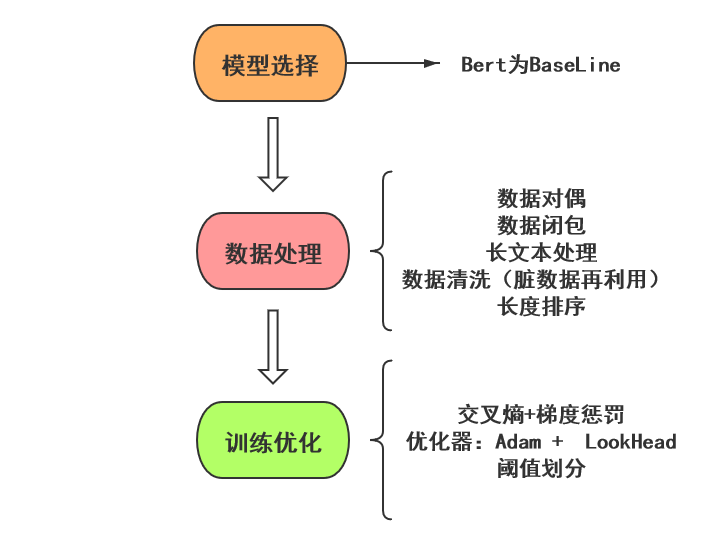 模型选择
Bert为BaseLine
数据处理
数据对偶
数据闭包
长文本处理
数据清洗（脏数据再利用）
长度排序
训练优化
交叉熵+梯度惩罚
优化器：Adam + LookHead
阈值划分